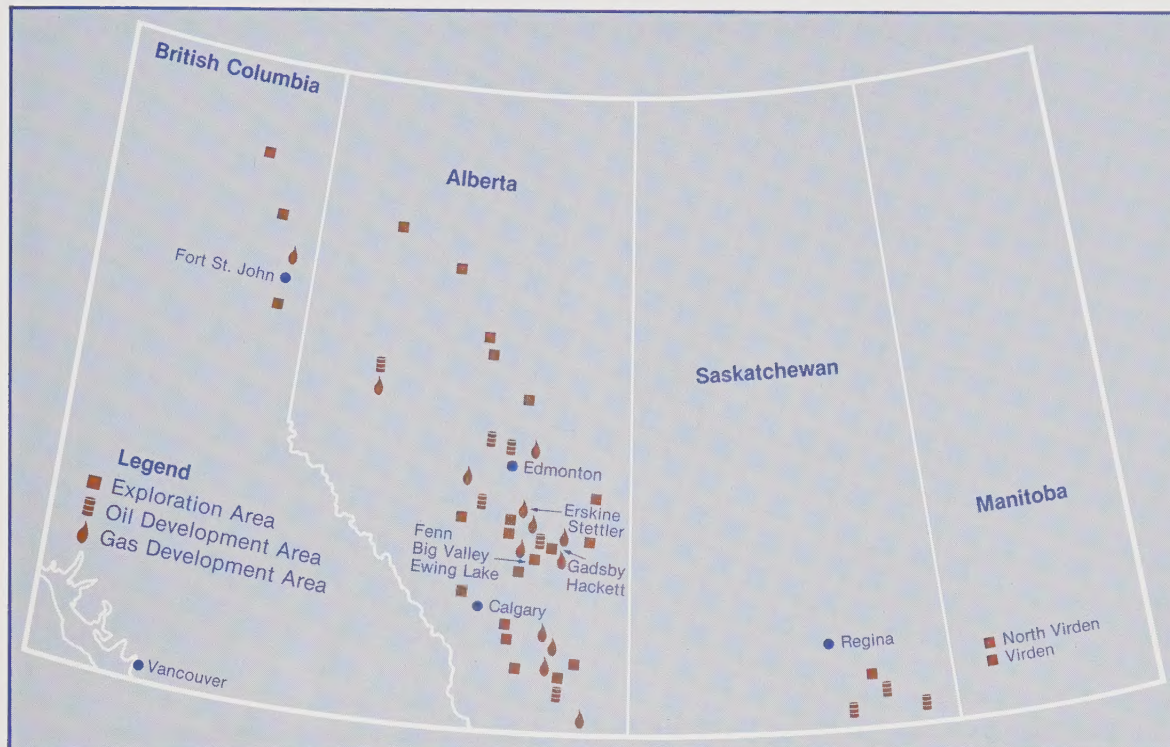 British Columbia
Alberta
Fort St. John
Saskatchewan
Legend
Exploration Area
Oil Development Area
Gas Development Area
Edmonton
Manitoba
Erskine
Stettler
Fenn
Big Valley
Ewing Lake
Gadsby
Hackett
Calgary
Regina
North Virden
Virden
Vancouver